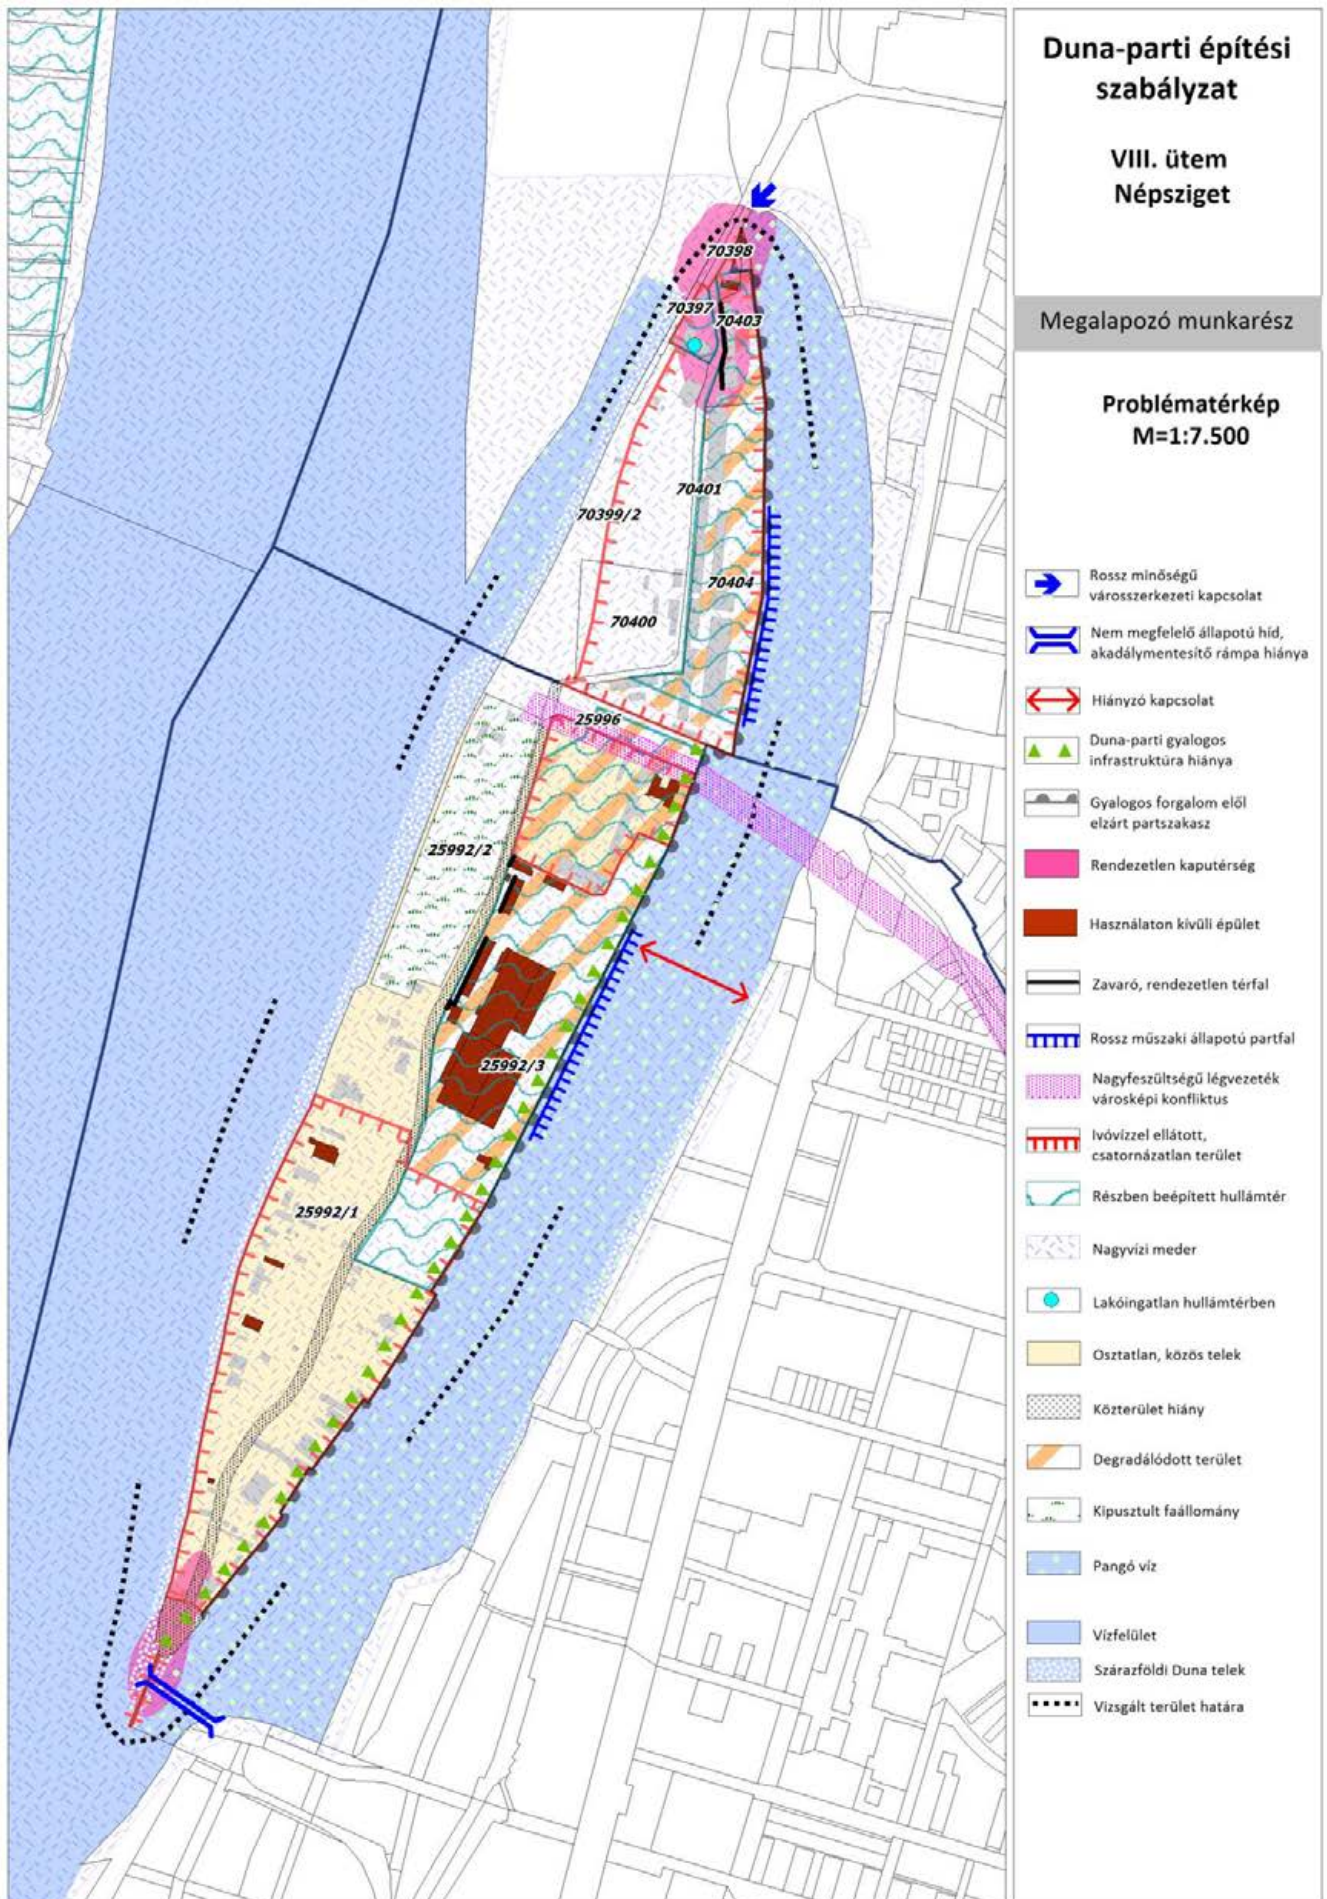 Duna-parti építési
szabályzat
VIII. ütem
Népsziget
Megalapozó munkarész
Problématérkép
M=1:7.500
Rossz minőségű
városszerkezeti kapcsolat
Nem megfelelő állapotú híd,
akadálymentesítő rámpa hiánya
Hiányzó kapcsolat
Duna-parti gyalogos
infrastruktúra hiánya
Gyalogos forgalom elől
elzárt partszakasz
Rendezetlen kaputérség
Használaton kívüli épület
Zavaró, rendezetlen térfal
Rossz műszaki állapotú partfal
Nagyfeszültségű légvezeték
városképi konfliktus
Ivóvízzel ellátott,
csatornázatlan terület
Részben beépített hullámtér
Nagyvízi meder
Lakóingatlan hullámtérben
Osztatlan, közös telek
Közterület hiány
Degradálódott terület
Kipusztult faállomány
Pangó víz
Vízfelület
Szárazföldi Duna telek
Vizsgált terület határa
70398
70397
70403
70401
70399/2
70404
70400
25996
25992/2
25992/3
25992/1